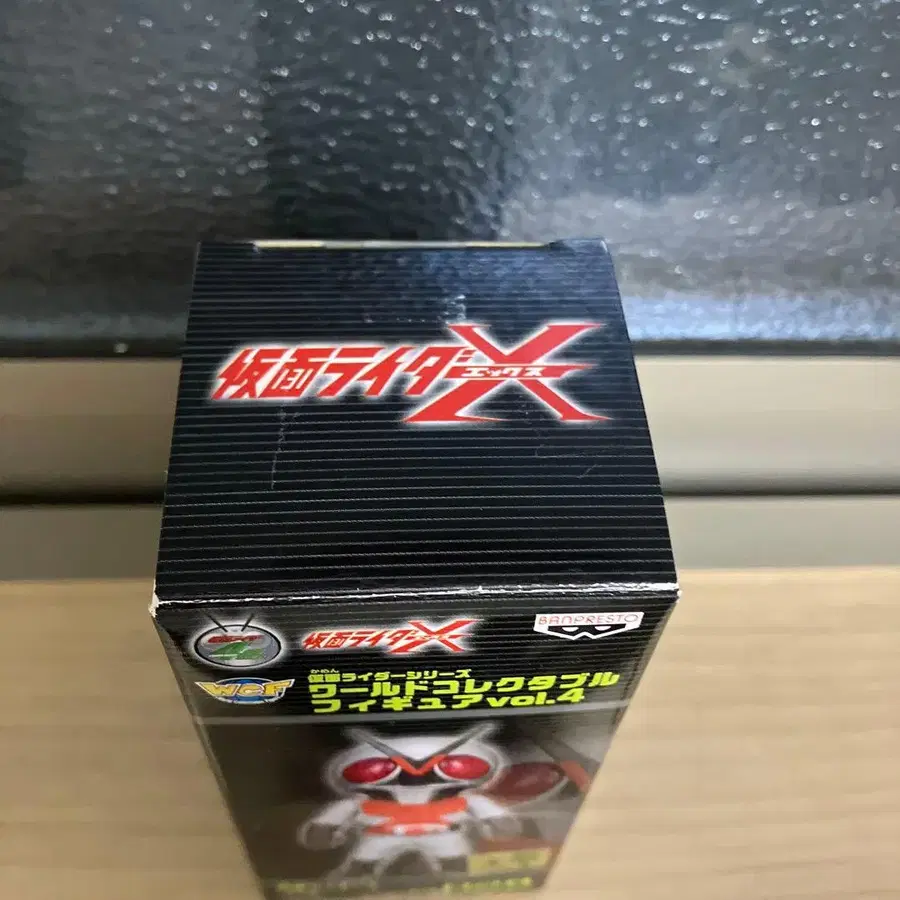 仮面ライダーX
エックス
仮面ライダーX
BANPRESTO
WCF
かめん
仮面ライダーシリーズ
ワールドコレクタブル
フィギュアvol.4